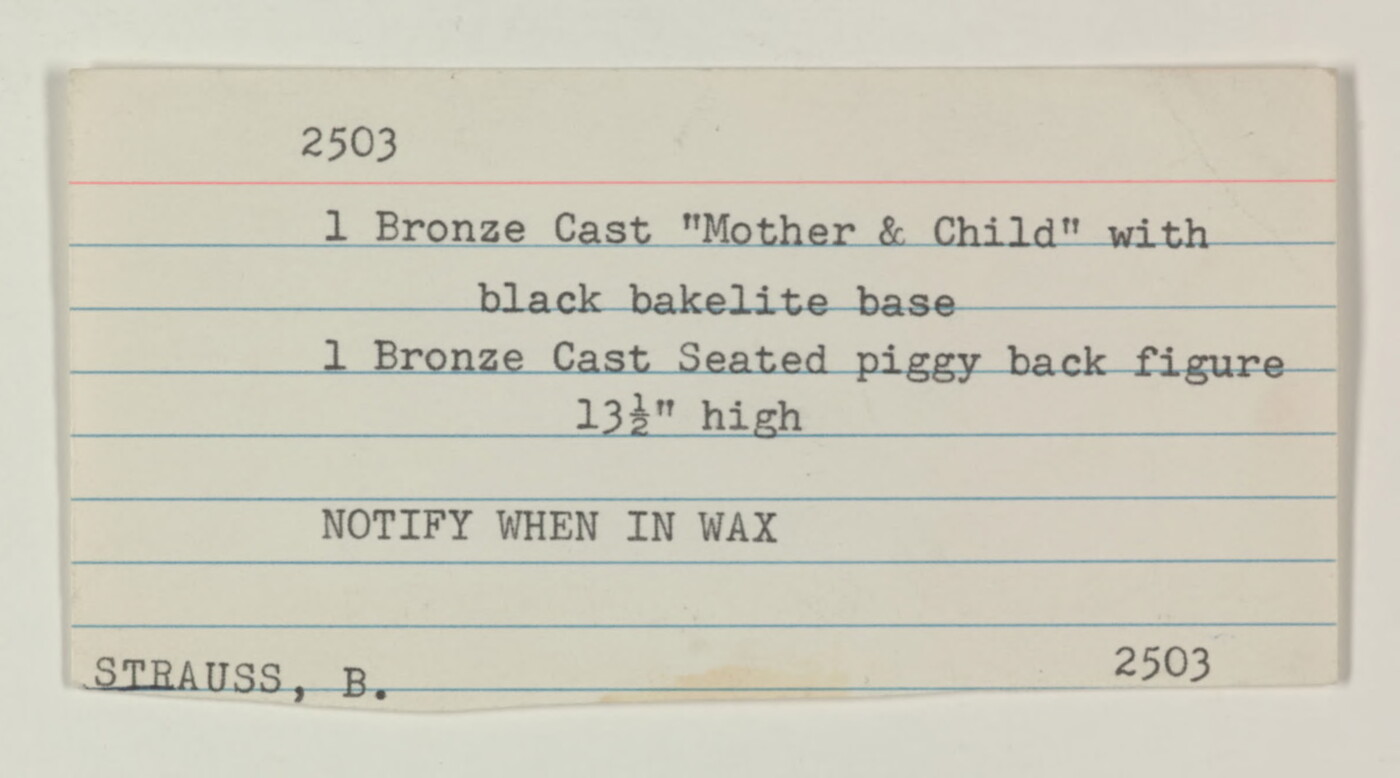 2503
1 Bronze Cast "Mother & Child" with
black bakelite base
1 Bronze Cast Seated piggy back figure
13½" high
NOTIFY WHEN IN WAX
STRAUSS, B.
2503